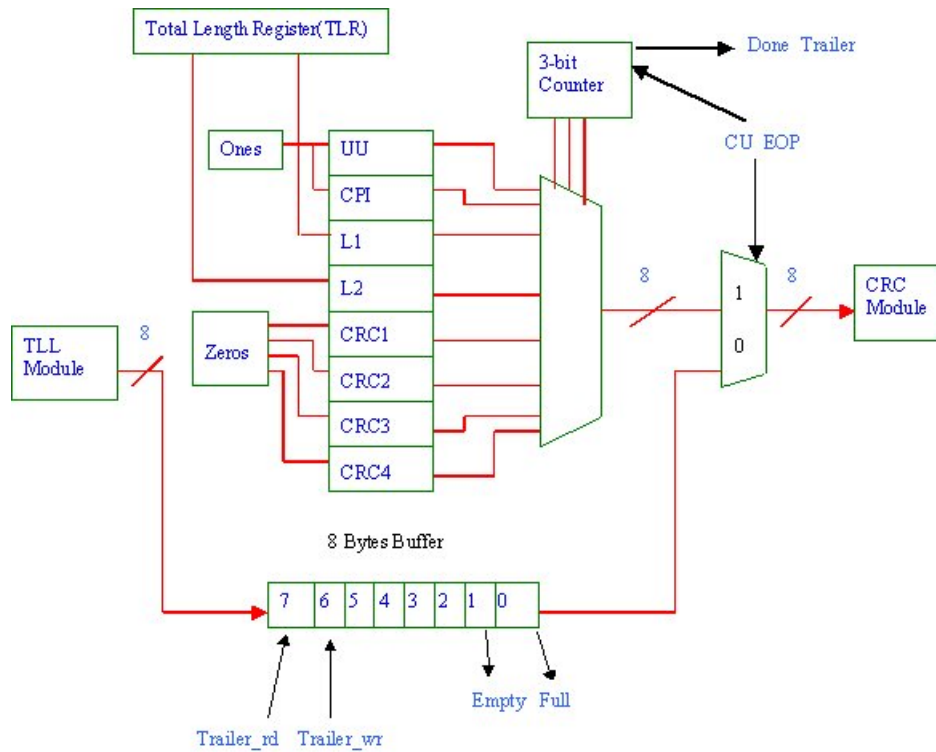 Total Length Register(TLR)
Done Trailer
3-bit
Counter
Ones
UU
CU EOP
CPI
L1
8
8
L2
1
CRC
Module
TLL
Module
8
Zeros
CRC1
0
CRC2
CRC3
CRC4
8 Bytes Buffer
7 6 5 4 3 2 1 0
Empty Full
Trailer_rd Trailer_wr